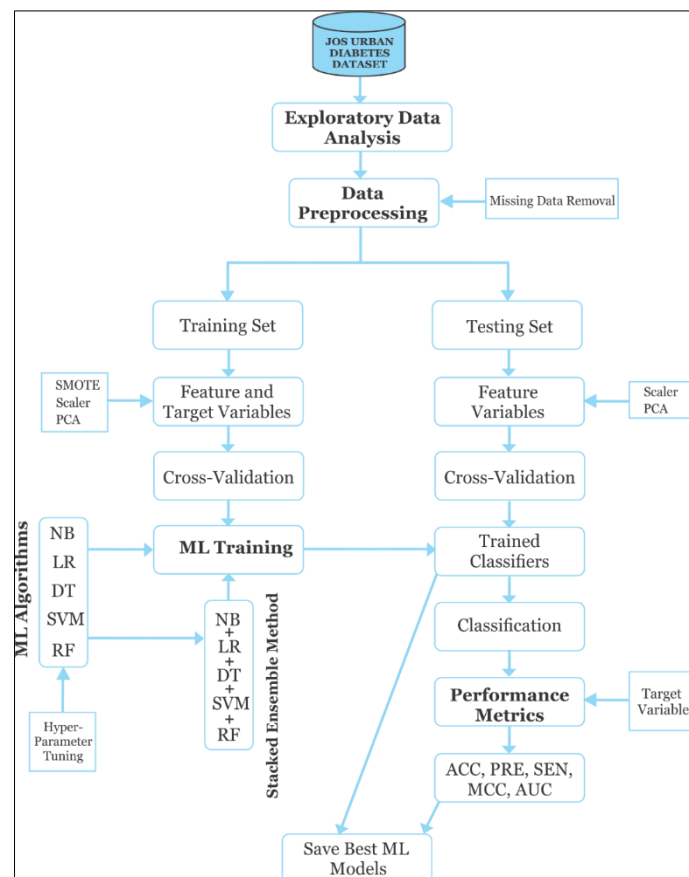 JOS URBAN
DIABETES
DATASET
Exploratory Data
Analysis
Data
Preprocessing
Missing Data Removal
Training Set
Testing Set
SMOTE
Scaler
PCA
Feature and
Target Variables
Feature
Variables
Scaler
PCA
Cross-Validation
Cross-Validation
ML Algorithms
NB
LR
DT
SVM
RF
ML Training
Trained
Classifiers
NB
+
LR
+
DT
+
SVM
+
RF
Stacked Ensemble Method
Classification
Hyper-
Parameter
Tuning
Performance
Metrics
Target
Variable
ACC, PRE, SEN,
MCC, AUC
Save Best ML
Models